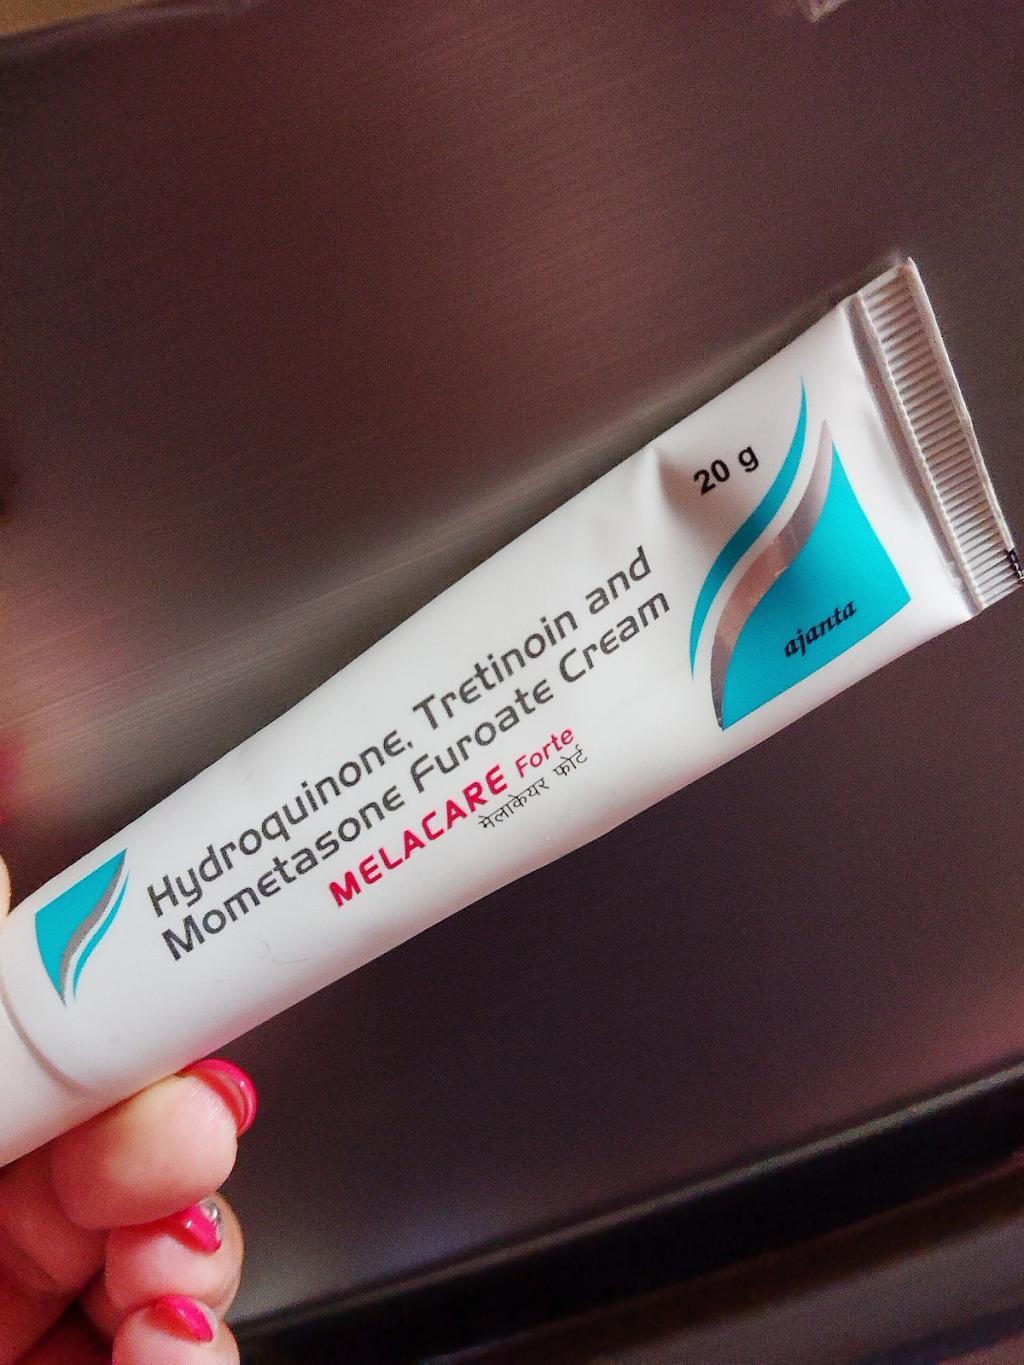 20 g
Hydroquinone, Tretinoin and
Mometasone Furoate Cream
MELACARE Forte
मेलाकेयर फोर्ट
ajanta